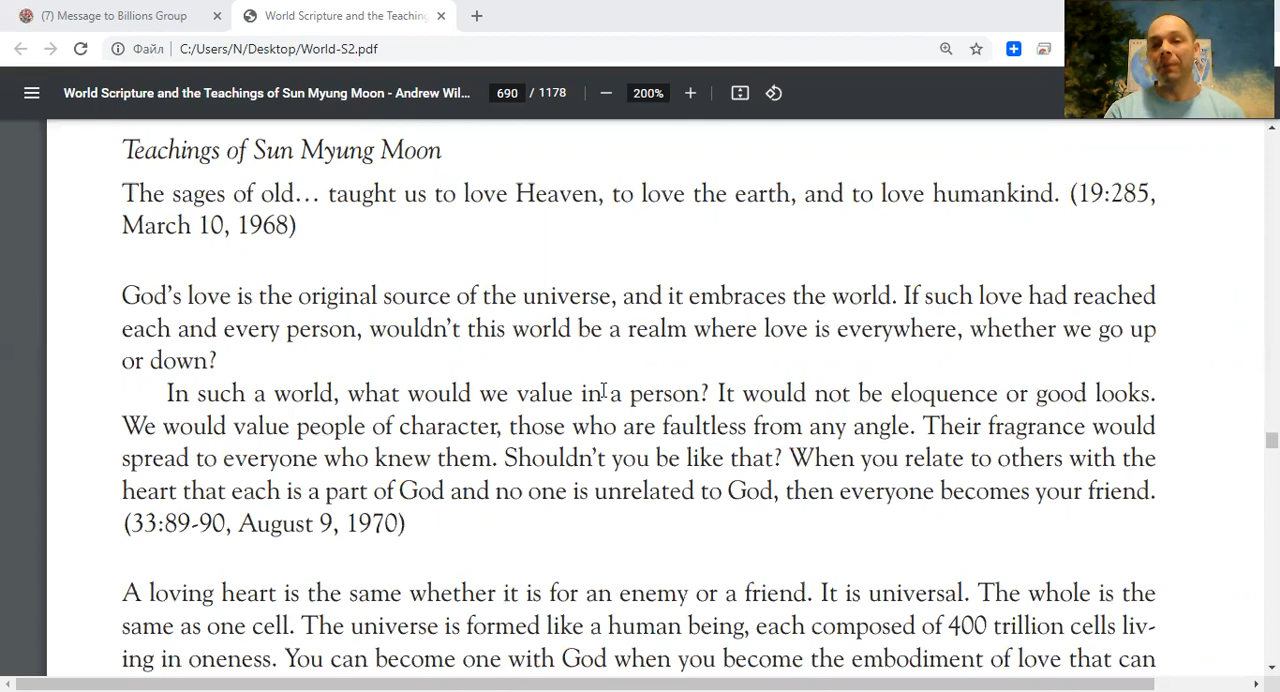 (7) Message to Billions Group
World Scripture and the Teaching
Файл
C:/Users/N/Desktop/World-S2.pdf
World Scripture and the Teachings of Sun Myung Moon - Andrew Wil...
690 / 1178
200%
Teachings of Sun Myung Moon
The sages of old… taught us to love Heaven, to love the earth, and to love humankind. (19:285,
March 10, 1968)
God's love is the original source of the universe, and it embraces the world. If such love had reached
each and every person, wouldn't this world be a realm where love is everywhere, whether we go up
or down?
In such a world, what would we value in a person? It would not be eloquence or good looks.
We would value people of character, those who are faultless from any angle. Their fragrance would
spread to everyone who knew them. Shouldn't you be like that? When you relate to others with the
heart that each is a part of God and no one is unrelated to God, then everyone becomes your friend.
(33:89-90, August 9, 1970)
A loving heart is the same whether it is for an enemy or a friend. It is universal. The whole is the
same as one cell. The universe is formed like a human being, each composed of 400 trillion cells liv-
ing in oneness. You can become one with God when you become the embodiment of love that can